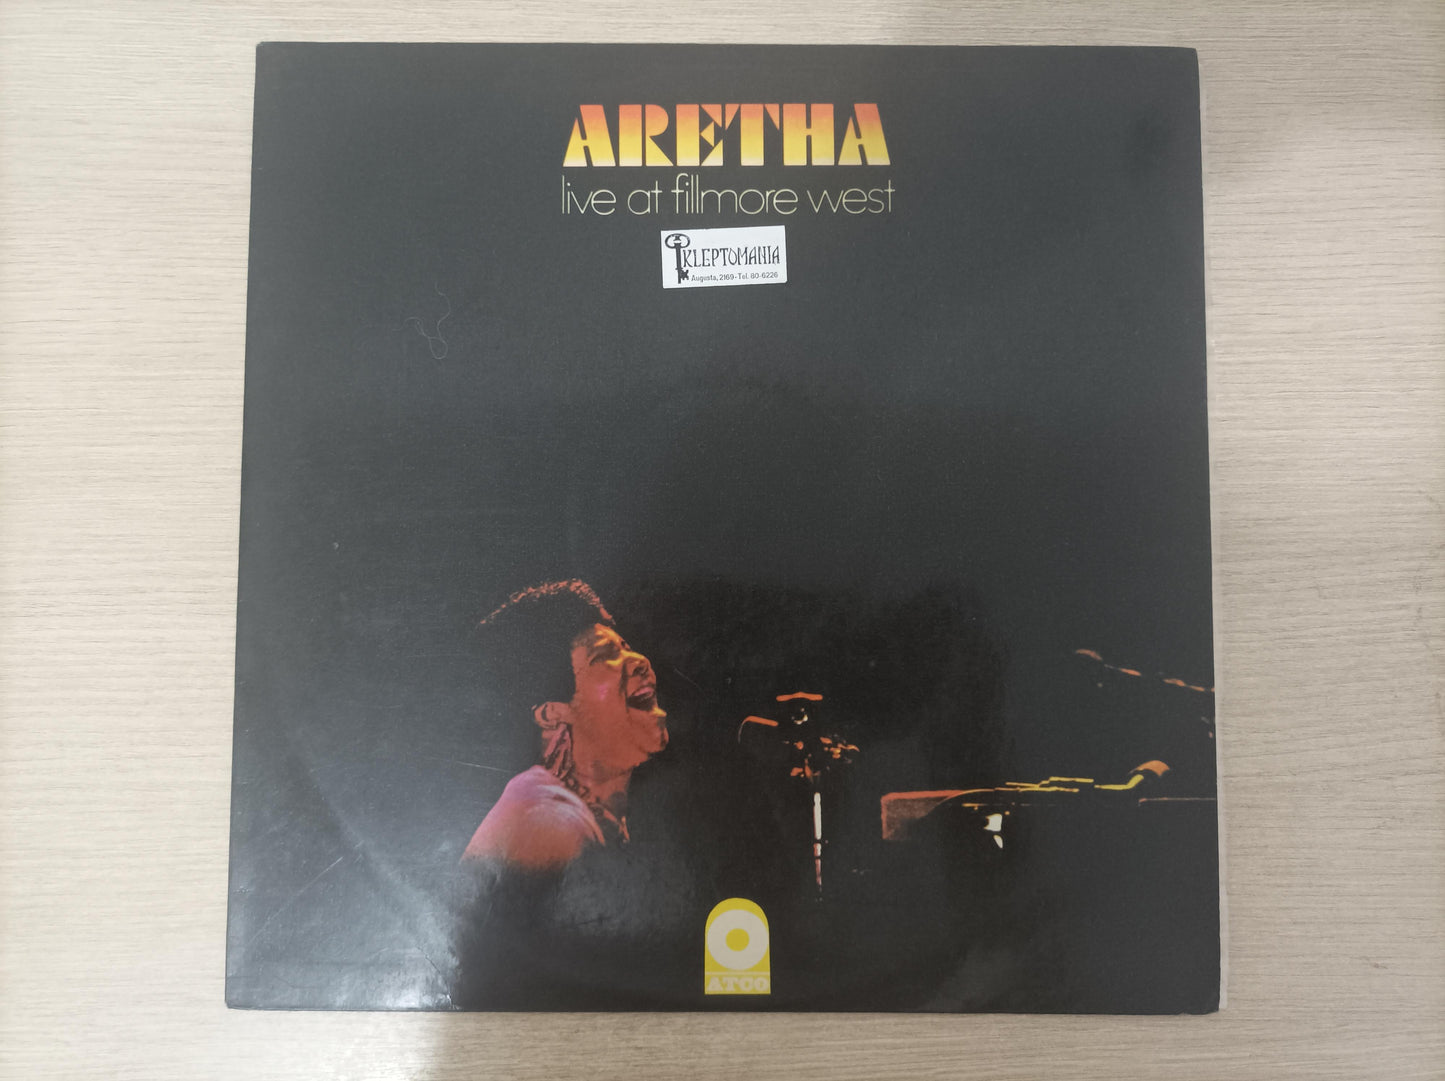 ARETHA
live at fillmore west
KLEPTOMANIA
Augusta, 2169-Tel. 80-6226
ATCO